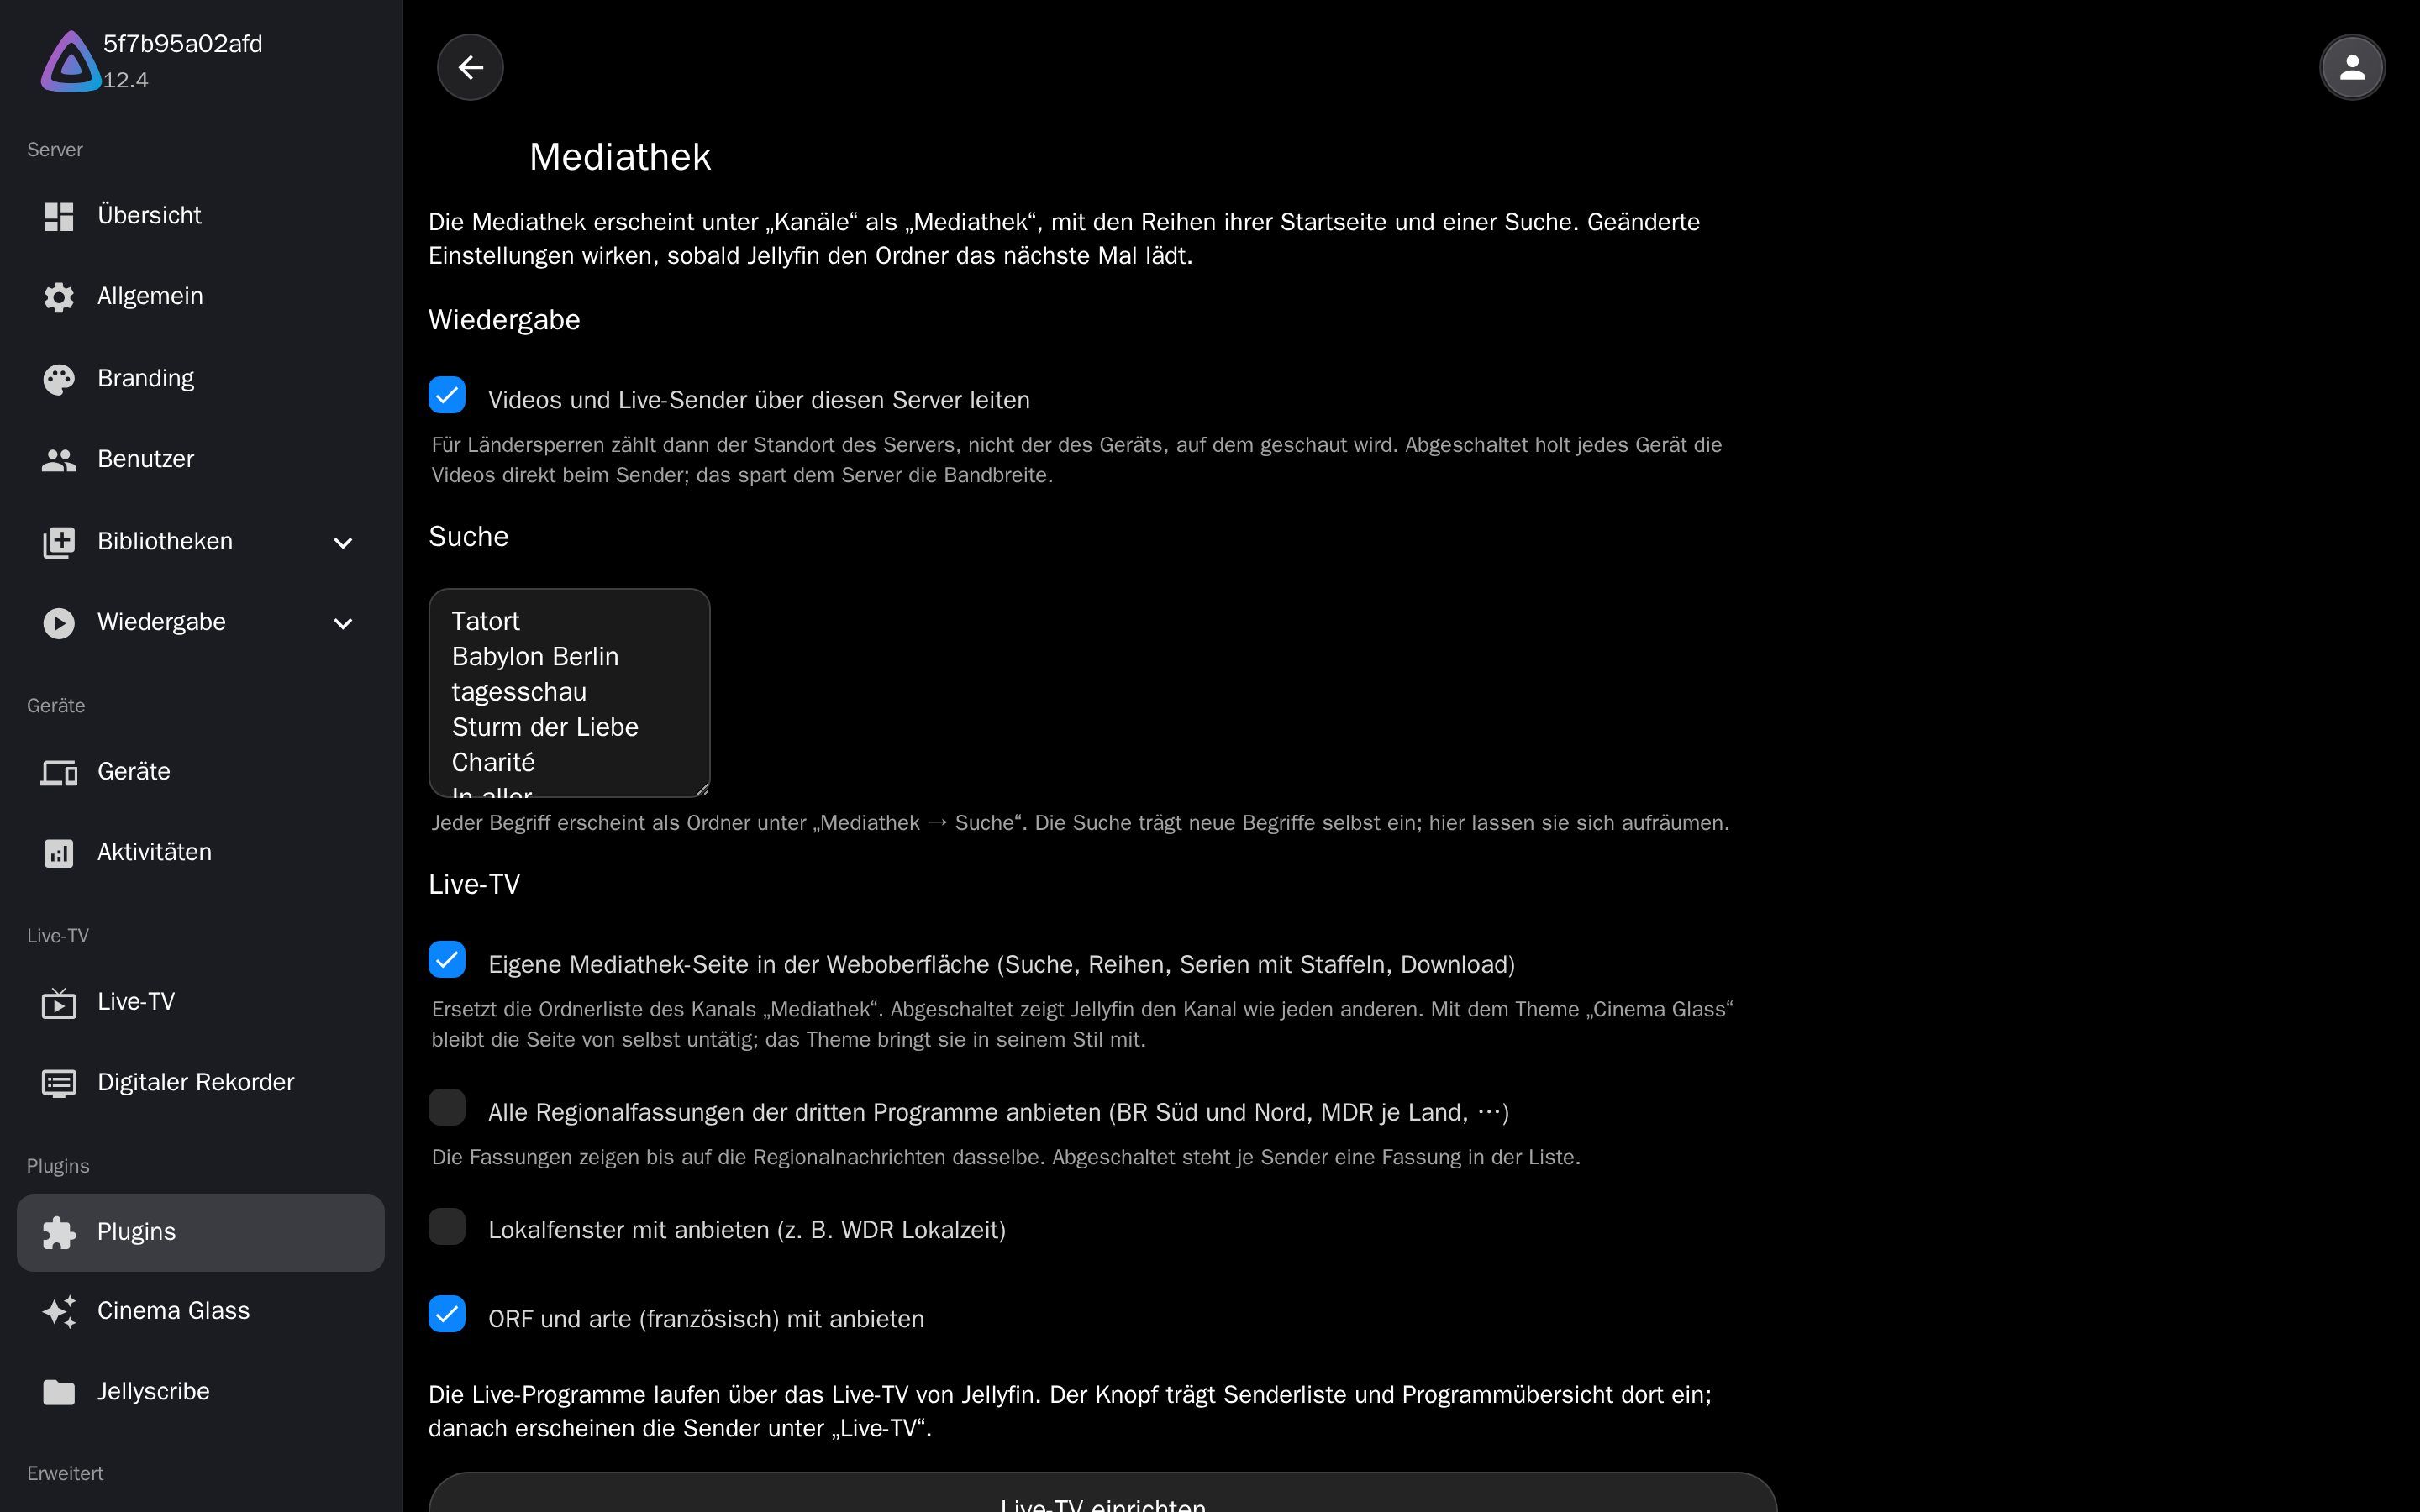 5f7b95a02afd
12.4
Server
Übersicht
Allgemein
Branding
Benutzer
Bibliotheken
Wiedergabe
Geräte
Geräte
Aktivitäten
Live-TV
Live-TV
Digitaler Rekorder
Plugins
Plugins
Cinema Glass
Jellyscribe
Erweitert
Mediathek
Die Mediathek erscheint unter „Kanäle“ als „Mediathek“, mit den Reihen ihrer Startseite und einer Suche. Geänderte
Einstellungen wirken, sobald Jellyfin den Ordner das nächste Mal lädt.
Wiedergabe
Videos und Live-Sender über diesen Server leiten
Für Ländersperren zählt dann der Standort des Servers, nicht der des Geräts, auf dem geschaut wird. Abgeschaltet holt jedes Gerät die
Videos direkt beim Sender; das spart dem Server die Bandbreite.
Suche
Tatort
Babylon Berlin
tagesschau
Sturm der Liebe
Charité
In aller
Jeder Begriff erscheint als Ordner unter „Mediathek → Suche“. Die Suche trägt neue Begriffe selbst ein; hier lassen sie sich aufräumen.
Live-TV
Eigene Mediathek-Seite in der Weboberfläche (Suche, Reihen, Serien mit Staffeln, Download)
Ersetzt die Ordnerliste des Kanals „Mediathek“. Abgeschaltet zeigt Jellyfin den Kanal wie jeden anderen. Mit dem Theme „Cinema Glass“
bleibt die Seite von selbst untätig; das Theme bringt sie in seinem Stil mit.
Alle Regionalfassungen der dritten Programme anbieten (BR Süd und Nord, MDR je Land, …)
Die Fassungen zeigen bis auf die Regionalnachrichten dasselbe. Abgeschaltet steht je Sender eine Fassung in der Liste.
Lokalfenster mit anbieten (z. B. WDR Lokalzeit)
ORF und arte (französisch) mit anbieten
Die Live-Programme laufen über das Live-TV von Jellyfin. Der Knopf trägt Senderliste und Programmübersicht dort ein;
danach erscheinen die Sender unter „Live-TV“.
Live-TV einrichten